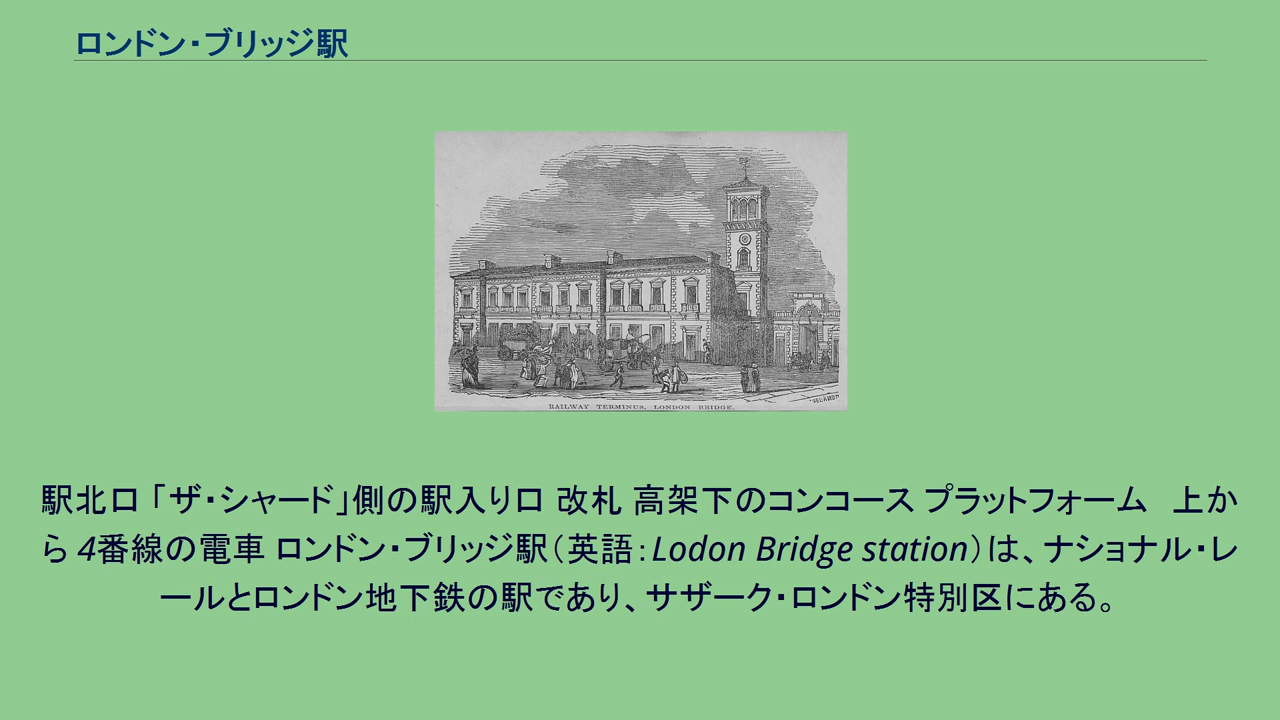 ロンドン・ブリッジ駅
RAILWAY TERMINUS, LONDON BRIDGE.
駅北口 「ザ・シャード」側の駅入り口 改札 高架下のコンコース プラットフォーム　上か
ら 4番線の電車 ロンドン・ブリッジ駅（英語：Lodon Bridge station）は、ナショナル・レ
ールとロンドン地下鉄の駅であり、サザーク・ロンドン特別区にある。